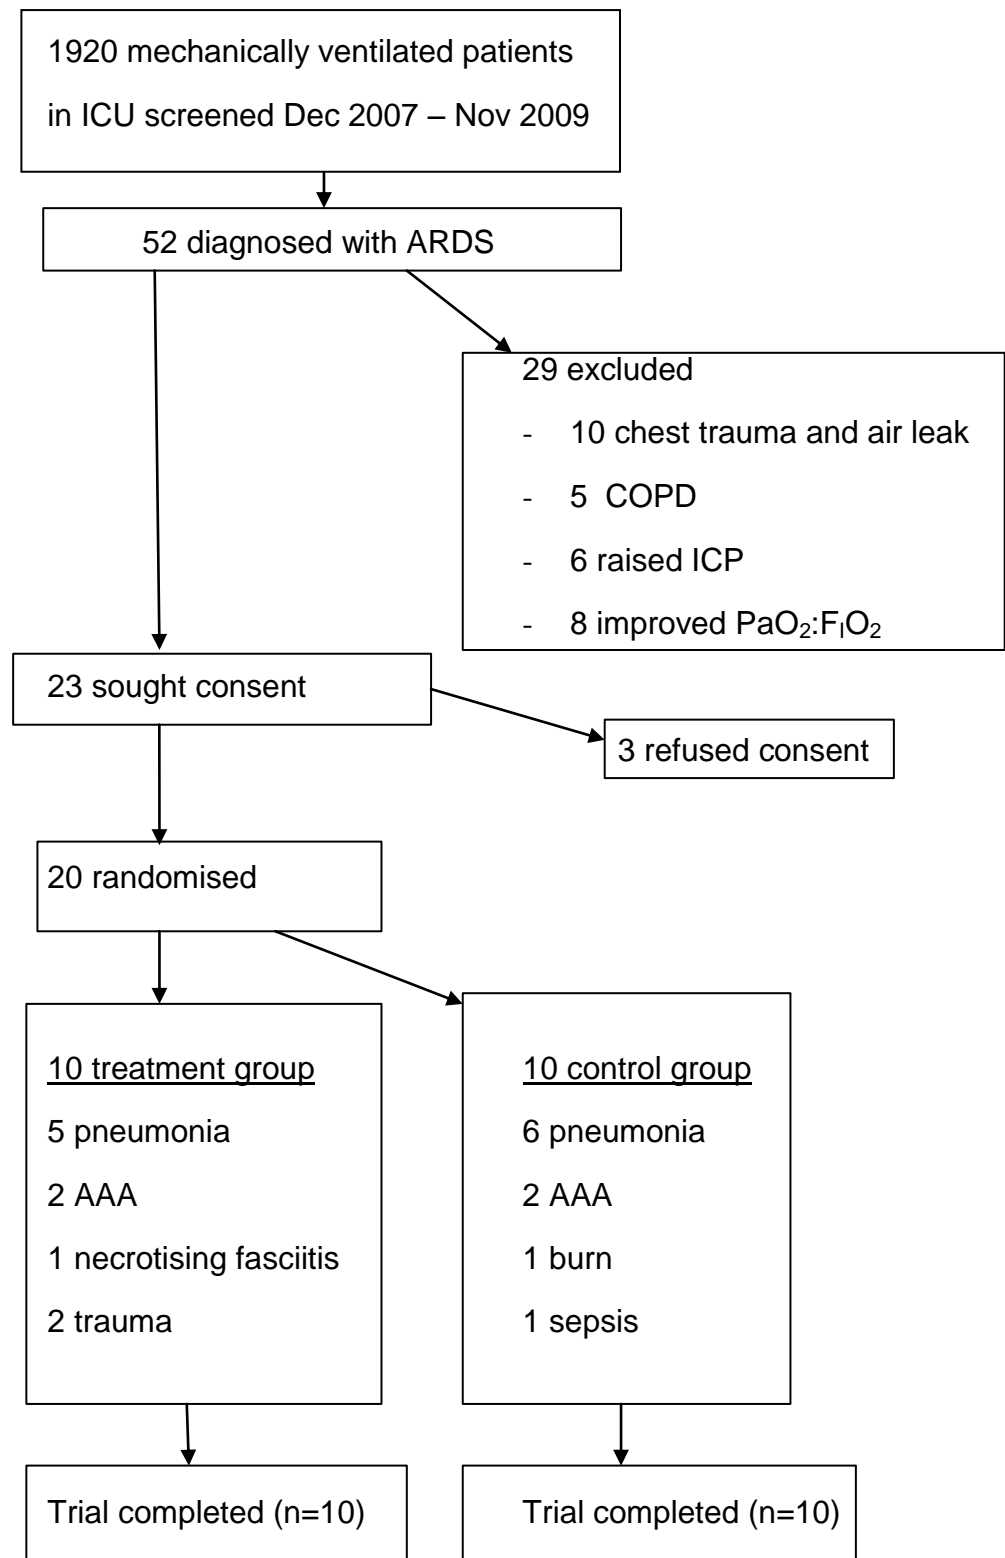 1920 mechanically ventilated patients
in ICU screened Dec 2007 – Nov 2009
52 diagnosed with ARDS
29 excluded
- 10 chest trauma and air leak
- 5 COPD
- 6 raised ICP
- 8 improved PaO₂:FᵢO₂
23 sought consent
3 refused consent
20 randomised
10 treatment group
5 pneumonia
2 AAA
1 necrotising fasciitis
2 trauma
10 control group
6 pneumonia
2 AAA
1 burn
1 sepsis
Trial completed (n=10)
Trial completed (n=10)